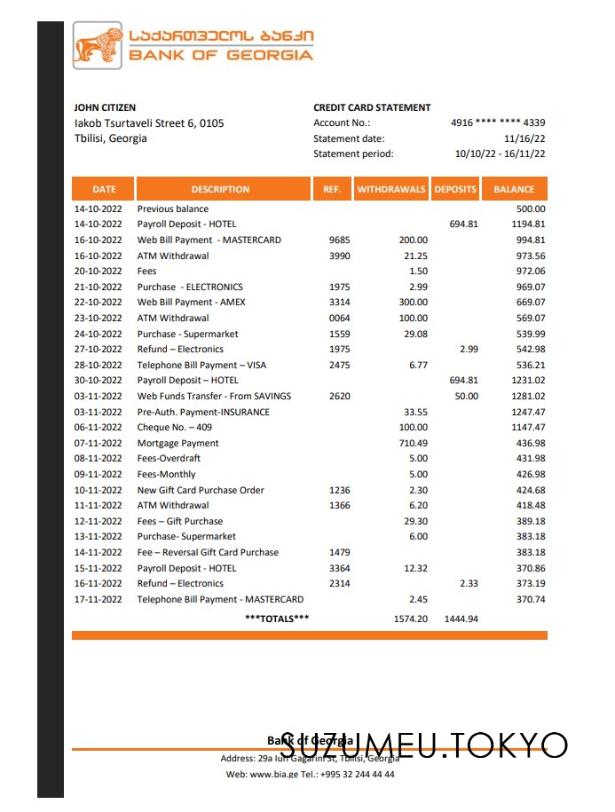 საქართველოს ბანკი
BANK OF GEORGIA
JOHN CITIZEN
Iakob Tsurtaveli Street 6, 0105
Tbilisi, Georgia
CREDIT CARD STATEMENT
Account No.: 4916 **** **** 4339
Statement date: 11/16/22
Statement period: 10/10/22 - 16/11/22
DATE DESCRIPTION REF. WITHDRAWALS DEPOSITS BALANCE
14-10-2022 Previous balance 500.00
14-10-2022 Payroll Deposit - HOTEL 694.81 1194.81
16-10-2022 Web Bill Payment - MASTERCARD 9685 200.00 994.81
16-10-2022 ATM Withdrawal 3990 21.25 973.56
20-10-2022 Fees 1.50 972.06
21-10-2022 Purchase - ELECTRONICS 1975 2.99 969.07
22-10-2022 Web Bill Payment - AMEX 3314 300.00 669.07
23-10-2022 ATM Withdrawal 0064 100.00 569.07
24-10-2022 Purchase - Supermarket 1559 29.08 539.99
27-10-2022 Refund – Electronics 1975 2.99 542.98
28-10-2022 Telephone Bill Payment – VISA 2475 6.77 536.21
30-10-2022 Payroll Deposit – HOTEL 694.81 1231.02
03-11-2022 Web Funds Transfer - From SAVINGS 2620 50.00 1281.02
03-11-2022 Pre-Auth. Payment-INSURANCE 33.55 1247.47
06-11-2022 Cheque No. – 409 100.00 1147.47
07-11-2022 Mortgage Payment 710.49 436.98
08-11-2022 Fees-Overdraft 5.00 431.98
09-11-2022 Fees-Monthly 5.00 426.98
10-11-2022 New Gift Card Purchase Order 1236 2.30 424.68
11-11-2022 ATM Withdrawal 1366 6.20 418.48
12-11-2022 Fees – Gift Purchase 29.30 389.18
13-11-2022 Purchase- Supermarket 6.00 383.18
14-11-2022 Fee – Reversal Gift Card Purchase 1479 383.18
15-11-2022 Payroll Deposit - HOTEL 3364 12.32 370.86
16-11-2022 Refund – Electronics 2314 2.33 373.19
17-11-2022 Telephone Bill Payment - MASTERCARD 2.45 370.74
***TOTALS*** 1574.20 1444.94
Bank of Georgia
SUZUMEU.TOKYO
Address: 29a Iuri Gagarini St, Tbilisi, Georgia
Web: www.bia.ge Tel.: +995 32 244 44 44